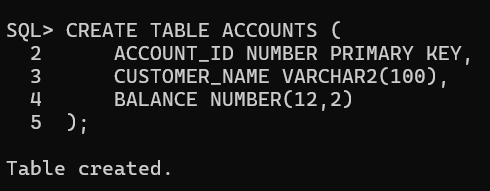 SQL> CREATE TABLE ACCOUNTS (
  2      ACCOUNT_ID NUMBER PRIMARY KEY,
  3      CUSTOMER_NAME VARCHAR2(100),
  4      BALANCE NUMBER(12,2)
  5  );
Table created.